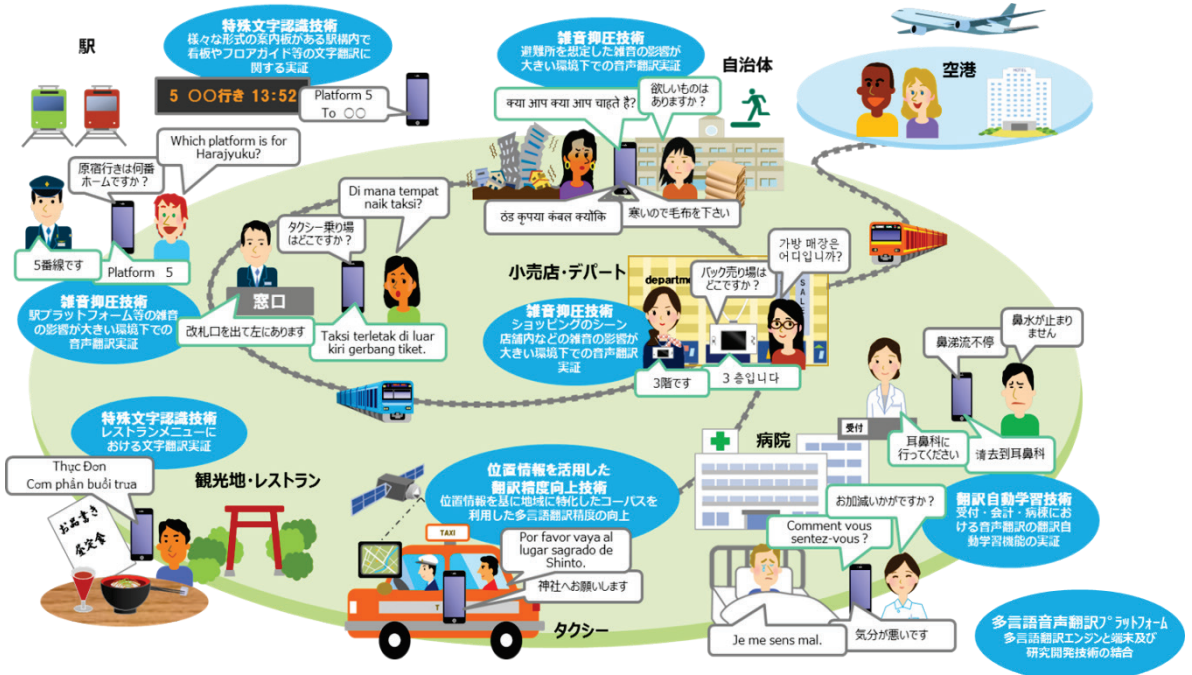 駅
特殊文字認識技術
様々な形式の案内板がある駅構内で
看板やフロアガイド等の文字翻訳に
関する実証
5 〇〇行き 13:52
Platform 5
To 〇〇
Which platform is for
Harajyuku?
原宿行きは何番
ホームですか？
5番線です
Platform 5
雑音抑圧技術
駅プラットフォーム等の雑音
の影響が大きい環境下での
音声翻訳実証
Di mana tempat
naik taksi?
タクシー乗り場
はどこですか？
窓口
改札口を出て左にあります
Taksi terletak di luar
kiri gerbang tiket.
雑音抑圧技術
避難所を想定した雑音の影響が
大きい環境下での音声翻訳実証
自治体
क्या आप क्या आप चाहते है?
欲しいものは
ありますか？
ठंड कृपया कंबल क्योंकि
寒いので毛布を下さい
空港
HOTEL
小売店・デパート
departme
SAL
가방 매장은
어디입니까?
バック売り場は
どこですか？
3階です
3 층입니다
雑音抑圧技術
ショッピングのシーン
店舗内などの雑音の影響が
大きい環境下での音声翻訳
実証
鼻水が止まり
ません
鼻涕流不停
受付
耳鼻科に
行ってください
请去到耳鼻科
病院
お加減いかがですか？
Comment vous
sentez-vous ?
Je me sens mal.
気分が悪いです
翻訳自動学習技術
受付・会計・病棟にお
ける音声翻訳の翻訳自
動学習機能の実証
特殊文字認識技術
レストランメニューに
おける文字翻訳実証
Thực Đơn
Cơm phần buổi trua
お品書き
昼定食
観光地・レストラン
位置情報を活用した
翻訳精度向上技術
位置情報を基に地域に特化したコーパスを
利用した多言語翻訳精度の向上
TAXI
Por favor vaya al
lugar sagrado de
Shinto.
神社へお願いします
T
タクシー
多言語音声翻訳プラットフォーム
多言語翻訳エンジンと端末及び
研究開発技術の結合